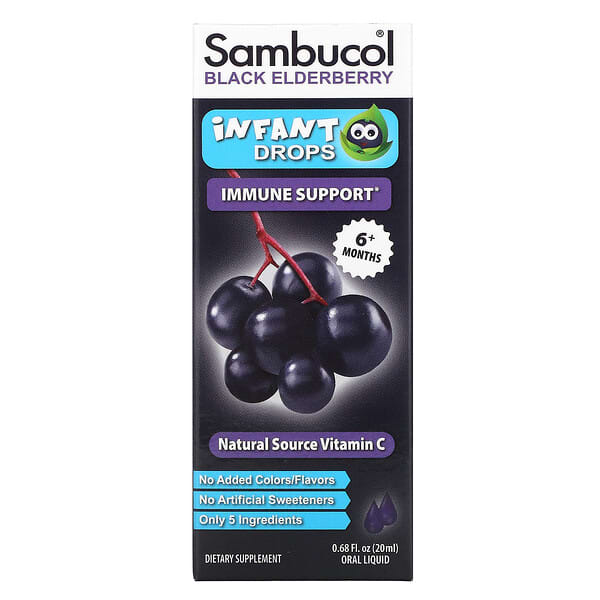 Sambucol®
BLACK ELDERBERRY
INFANT
DROPS
IMMUNE SUPPORT*
6+
MONTHS
Natural Source Vitamin C
No Added Colors/Flavors
No Artificial Sweeteners
Only 5 Ingredients
DIETARY SUPPLEMENT
0.68 Fl. oz (20ml)
ORAL LIQUID